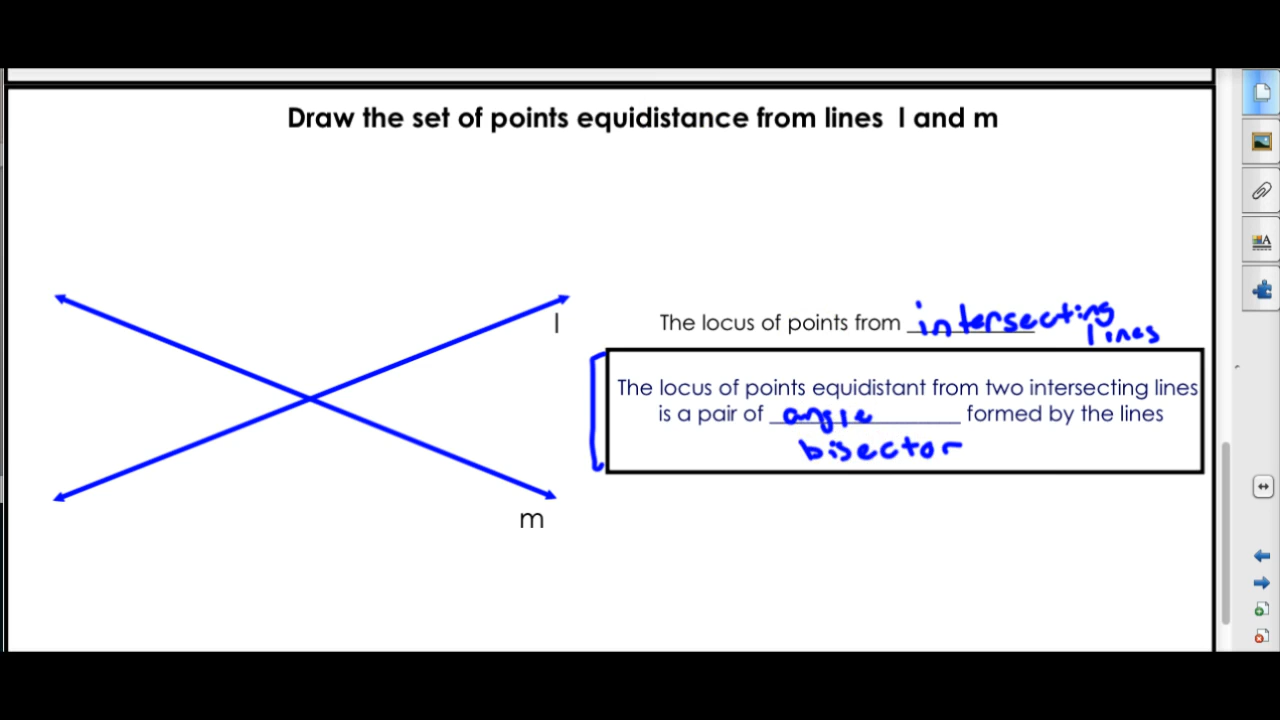 Draw the set of points equidistance from lines l and m
l
The locus of points from intersecting
lines
The locus of points equidistant from two intersecting lines
is a pair of angle formed by the lines
bisector
m